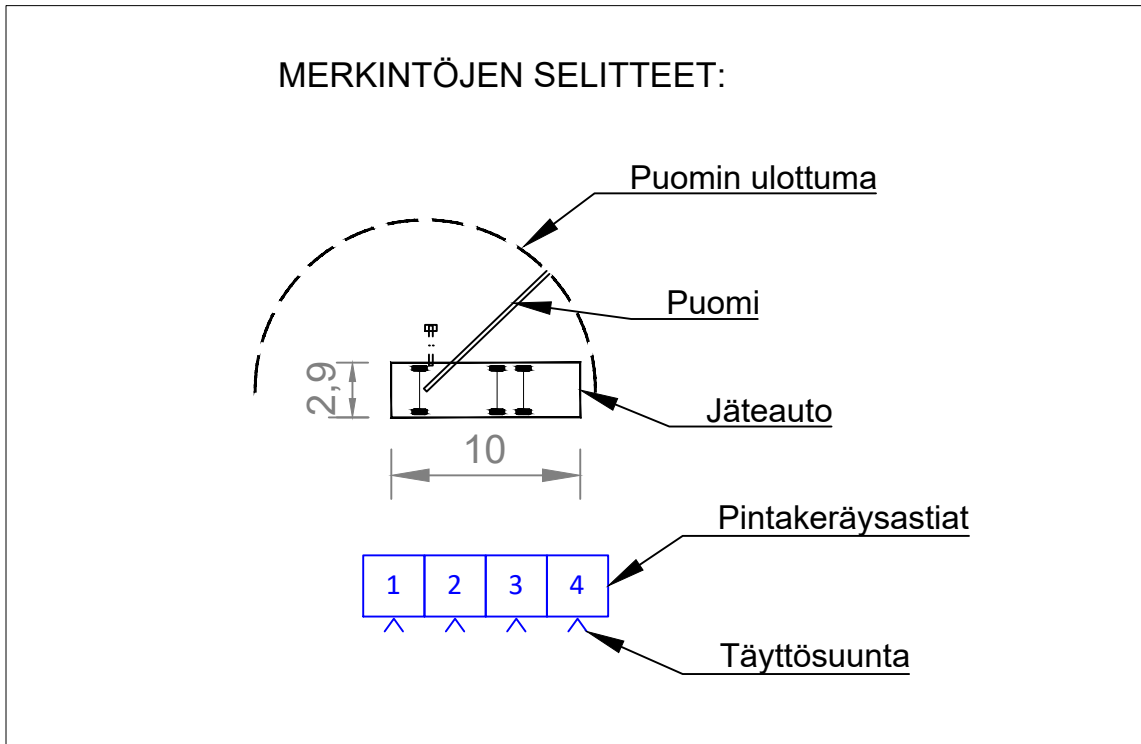 MERKINTÖJEN SELITTEET:
Puomin ulottuma
Puomi
2,9
Jäteauto
10
Pintakeräysastiat
1 2 3 4
Täyttösuunta